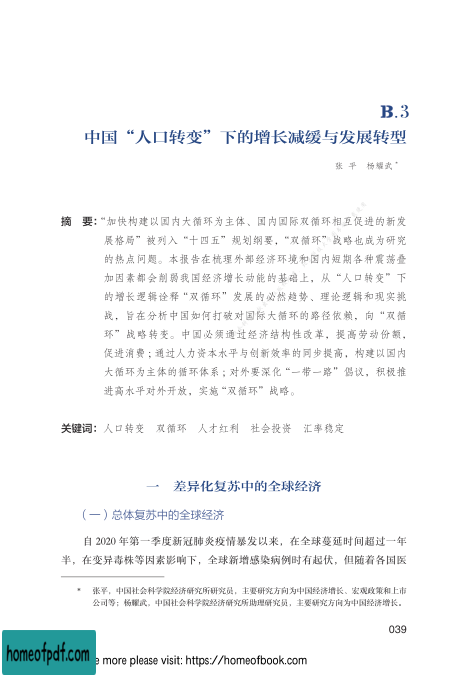 B.3
中国“人口转变”下的增长减缓与发展转型
张 平 杨耀武*
摘 要：“加快构建以国内大循环为主体、国内国际双循环相互促进的新发
展格局”被列入“十四五”规划纲要，“双循环”战略也成为研究
的热点问题。本报告在梳理外部经济环境和国内短期各种震荡叠
加因素都会削弱我国经济增长动能的基础上，从“人口转变”下
的增长逻辑诠释“双循环”发展的必然趋势、理论逻辑和现实挑
战，旨在分析中国如何打破对国际大循环的路径依赖，向“双循
环”战略转变。中国必须通过经济结构性改革，提高劳动份额，
促进消费；通过人力资本水平与创新效率的同步提高，构建以国内
大循环为主体的循环体系；对外要深化“一带一路”倡议，积极推
进高水平对外开放，实施“双循环”战略。
关键词：人口转变 双循环 人才红利 社会投资 汇率稳定
一 差异化复苏中的全球经济
（一）总体复苏中的全球经济
自 2020 年第一季度新冠肺炎疫情暴发以来，在全球蔓延时间超过一年
半，在变异毒株等因素影响下，全球新增感染病例时有起伏，但随着各国医
* 张平，中国社会科学院经济研究所研究员，主要研究方向为中国经济增长、宏观政策和上市
公司等；杨耀武，中国社会科学院经济研究所助理研究员，主要研究方向为中国经济增长。
039
homeofpdf.com
e more please visit: https://homeofbook.com